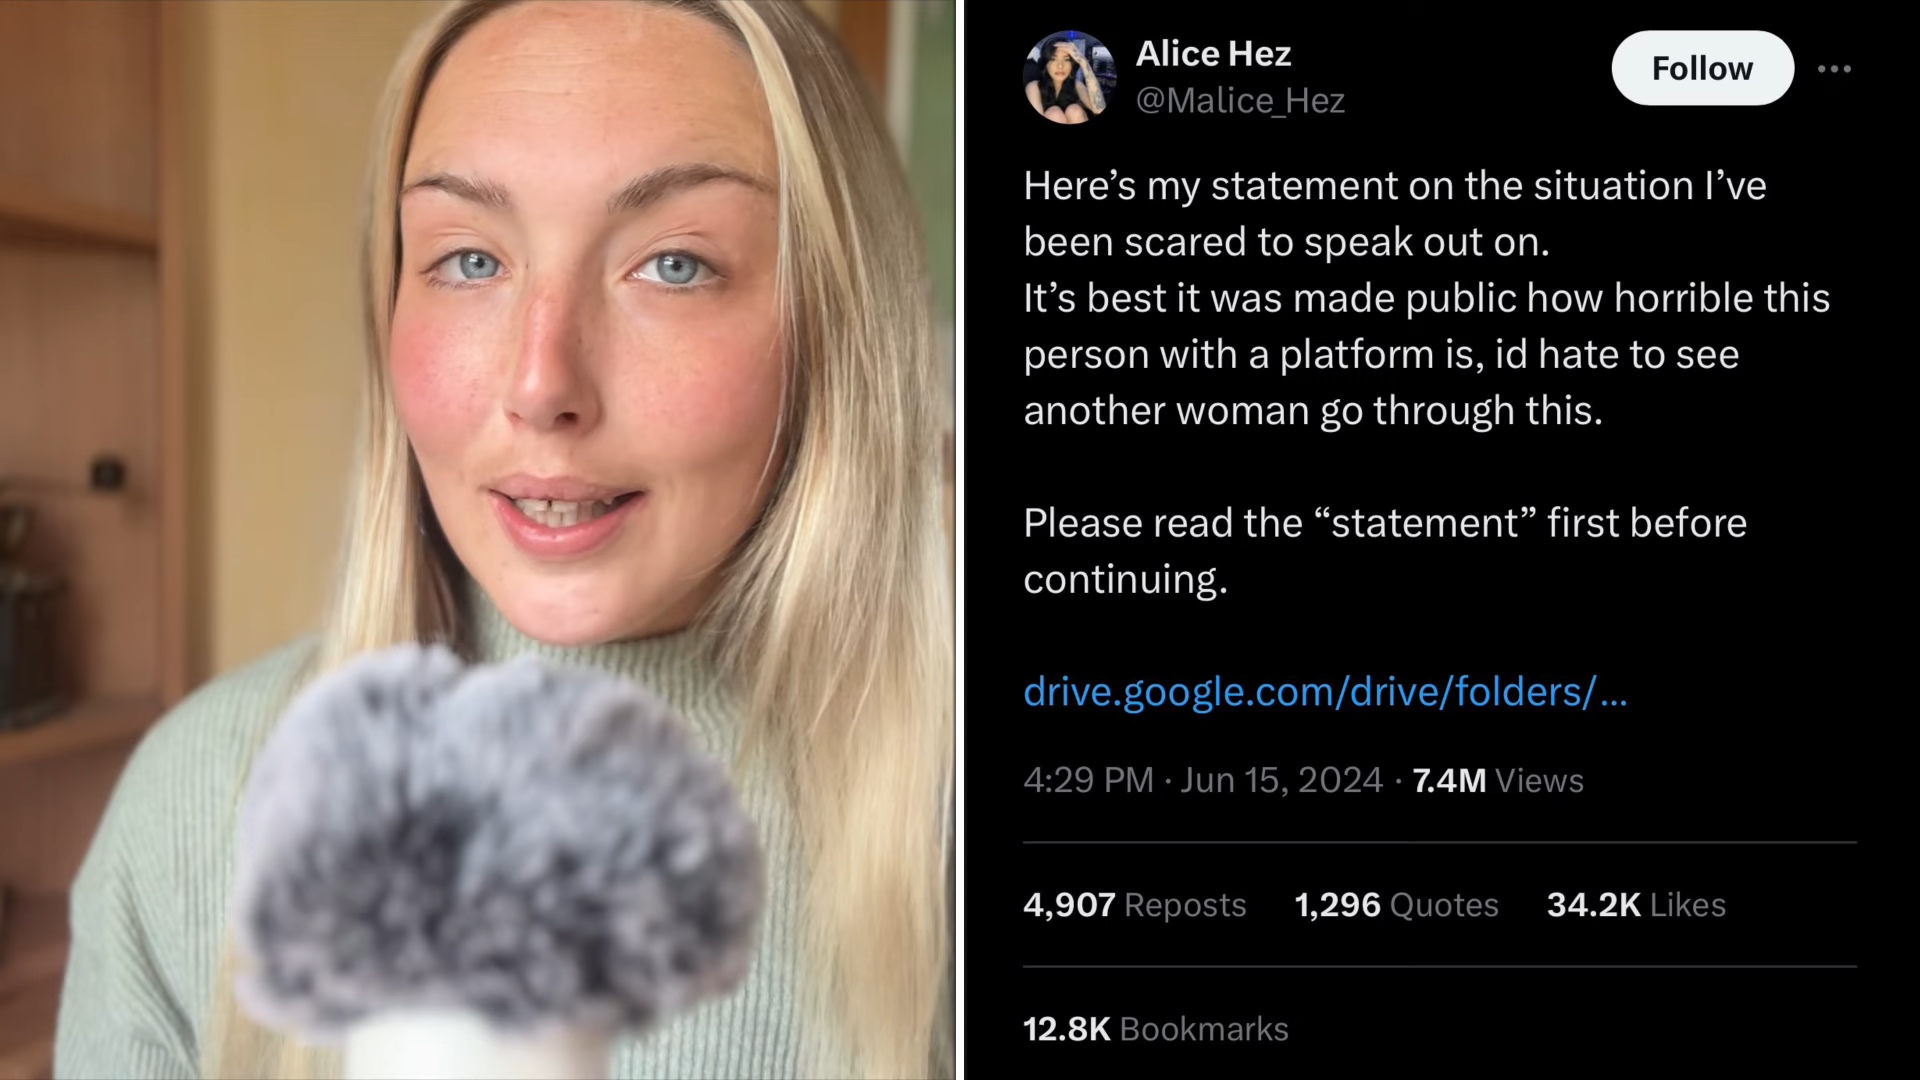 Alice Hez
@Malice_Hez
Follow
Here’s my statement on the situation I’ve
been scared to speak out on.
It’s best it was made public how horrible this
person with a platform is, id hate to see
another woman go through this.
Please read the “statement” first before
continuing.
drive.google.com/drive/folders/...
4:29 PM · Jun 15, 2024 · 7.4M Views
4,907 Reposts 1,296 Quotes 34.2K Likes
12.8K Bookmarks